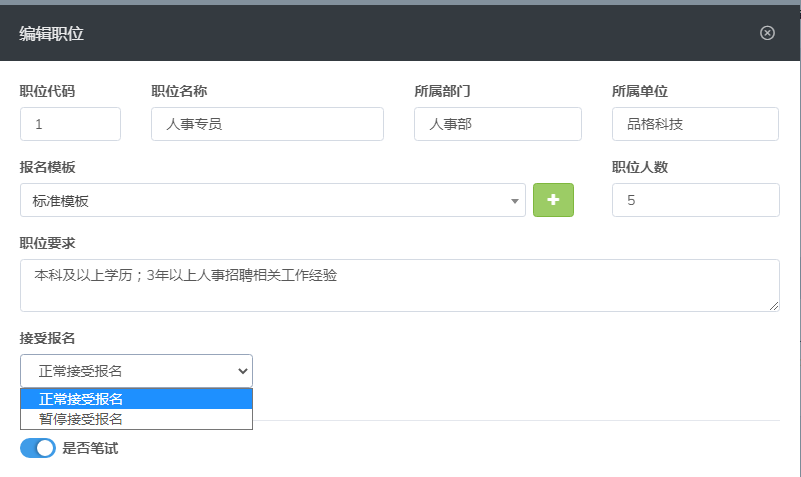 编辑职位
职位代码 职位名称 所属部门 所属单位
1 人事专员 人事部 品格科技
报名模板 职位人数
标准模板 5
职位要求
本科及以上学历；3年以上人事招聘相关工作经验
接受报名
正常接受报名
正常接受报名
暂停接受报名
是否笔试